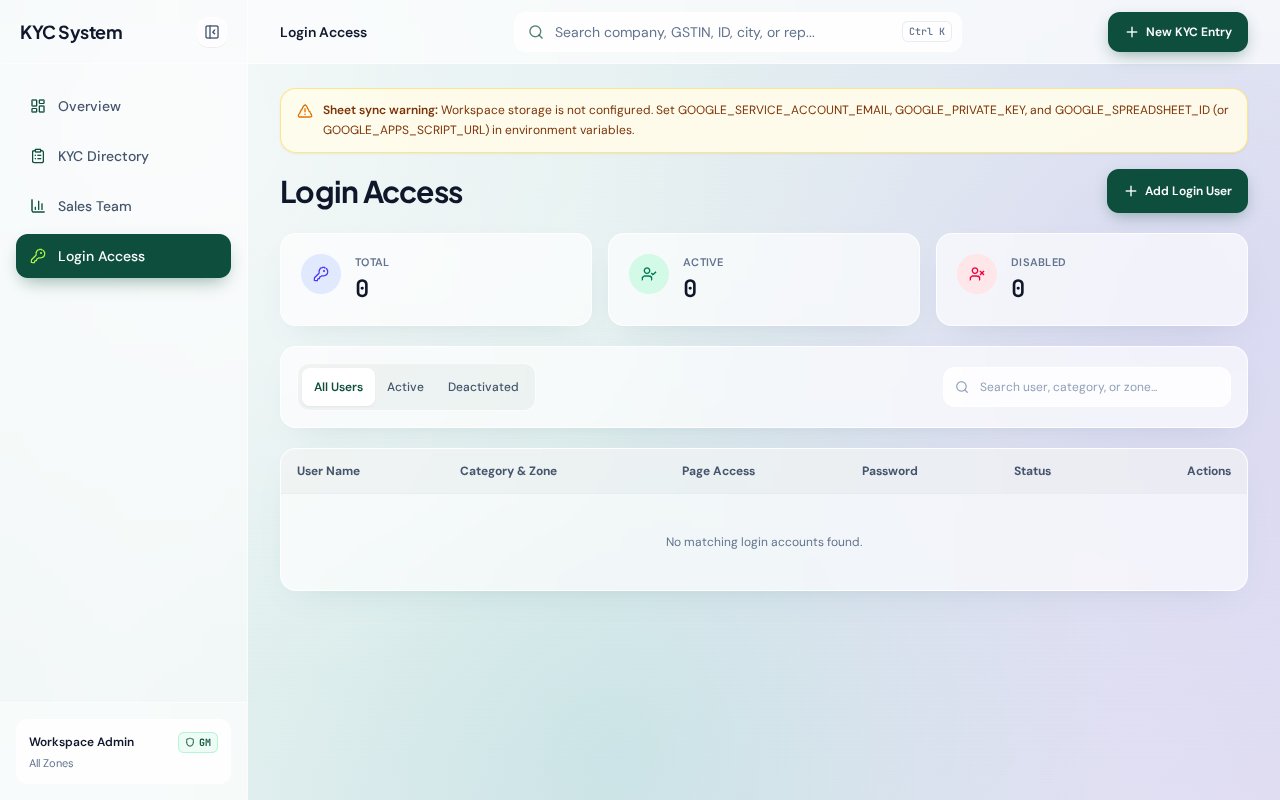 KYC System
Login Access
Search company, GSTIN, ID, city, or rep...
Ctrl K
New KYC Entry
Overview
KYC Directory
Sales Team
Login Access
Sheet sync warning: Workspace storage is not configured. Set GOOGLE_SERVICE_ACCOUNT_EMAIL, GOOGLE_PRIVATE_KEY, and GOOGLE_SPREADSHEET_ID (or
GOOGLE_APPS_SCRIPT_URL) in environment variables.
Login Access
Add Login User
TOTAL
0
ACTIVE
0
DISABLED
0
All Users
Active
Deactivated
Search user, category, or zone...
User Name
Category & Zone
Page Access
Password
Status
Actions
No matching login accounts found.
Workspace Admin
GM
All Zones